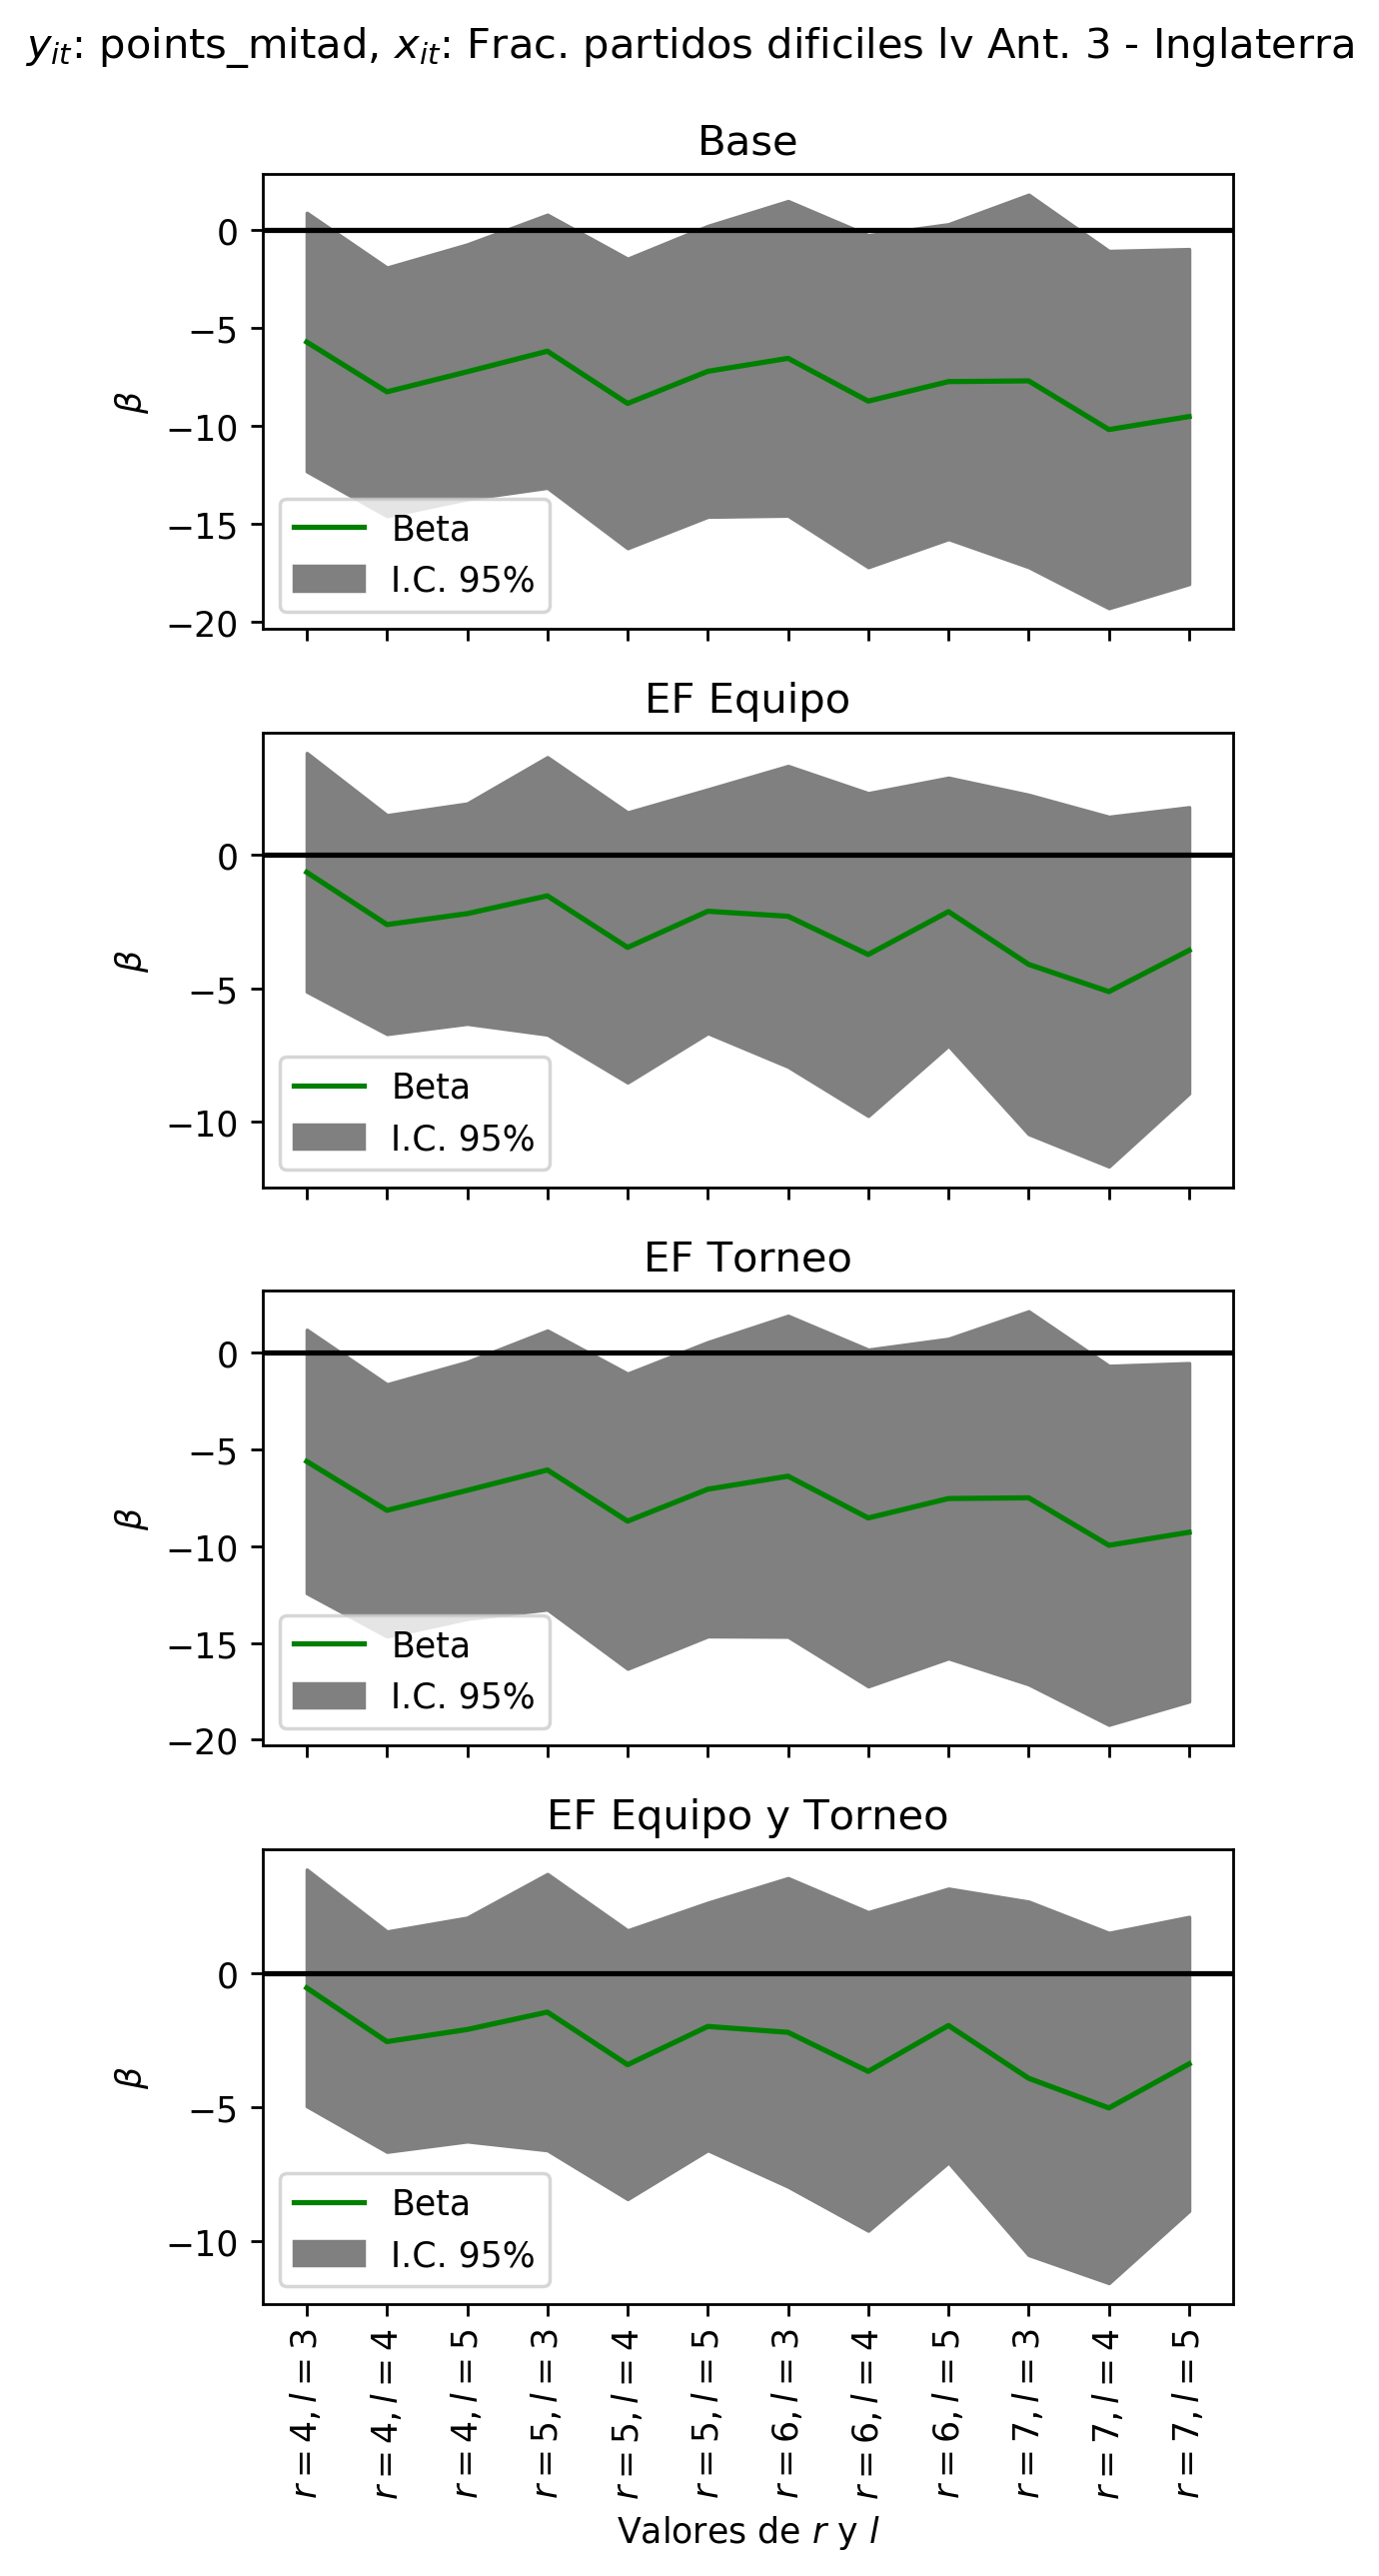 y_it: points_mitad, x_it: Frac. partidos dificiles lv Ant. 3 - Inglaterra
Base
0
−5
−10
−15
−20
β
Beta
I.C. 95%
EF Equipo
0
−5
−10
β
Beta
I.C. 95%
EF Torneo
0
−5
−10
−15
−20
β
Beta
I.C. 95%
EF Equipo y Torneo
0
−5
−10
β
Beta
I.C. 95%
r = 4, l = 3
r = 4, l = 4
r = 4, l = 5
r = 5, l = 3
r = 5, l = 4
r = 5, l = 5
r = 6, l = 3
r = 6, l = 4
r = 6, l = 5
r = 7, l = 3
r = 7, l = 4
r = 7, l = 5
Valores de r y l